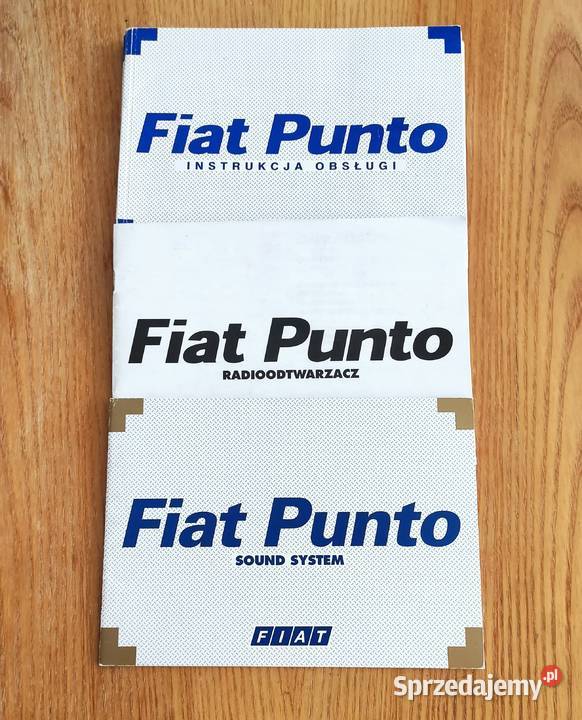 Fiat Punto
INSTRUKCJA OBSŁUGI
Fiat Punto
RADIOODTWARZACZ
Fiat Punto
SOUND SYSTEM
FIAT
Sprzedajemy.pl